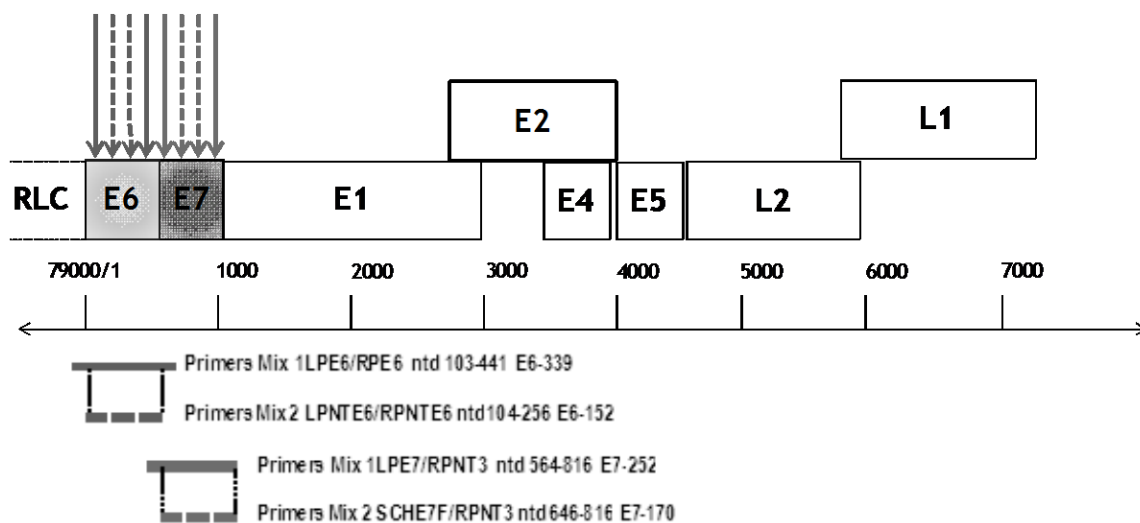 E2 L1
RLC E6 E7 E1 E4 E5 L2
79000/1 1000 2000 3000 4000 5000 6000 7000
Primers Mix 1LPE6/RPE6 ntd 103-441 E6-339
Primers Mix 2 LPNTE6/RPNTE6 ntd104-256 E6-152
Primers Mix 1LPE7/RPNT3 ntd 564-816 E7-252
Primers Mix 2 SCHE7F/RPNT3 ntd646-816 E7-170